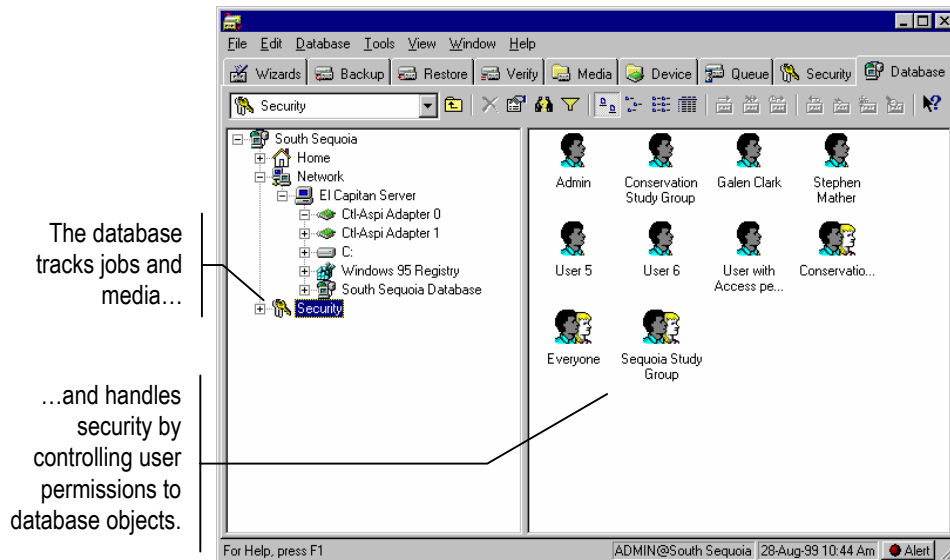 File Edit Database Tools View Window Help
Wizards Backup Restore Verify Media Device Queue Security Database
Security
South Sequoia
Home
Network
El Capitan Server
Ctl-Aspi Adapter 0
Ctl-Aspi Adapter 1
C:
Windows 95 Registry
South Sequoia Database
Security
Admin
Conservation
Study Group
Galen Clark
Stephen
Mather
User 5
User 6
User with
Access pe...
Conservatio...
Everyone
Sequoia Study
Group
The database
tracks jobs and
media…
…and handles
security by
controlling user
permissions to
database objects.
For Help, press F1
ADMIN@South Sequoia 28-Aug-99 10:44 Am Alert